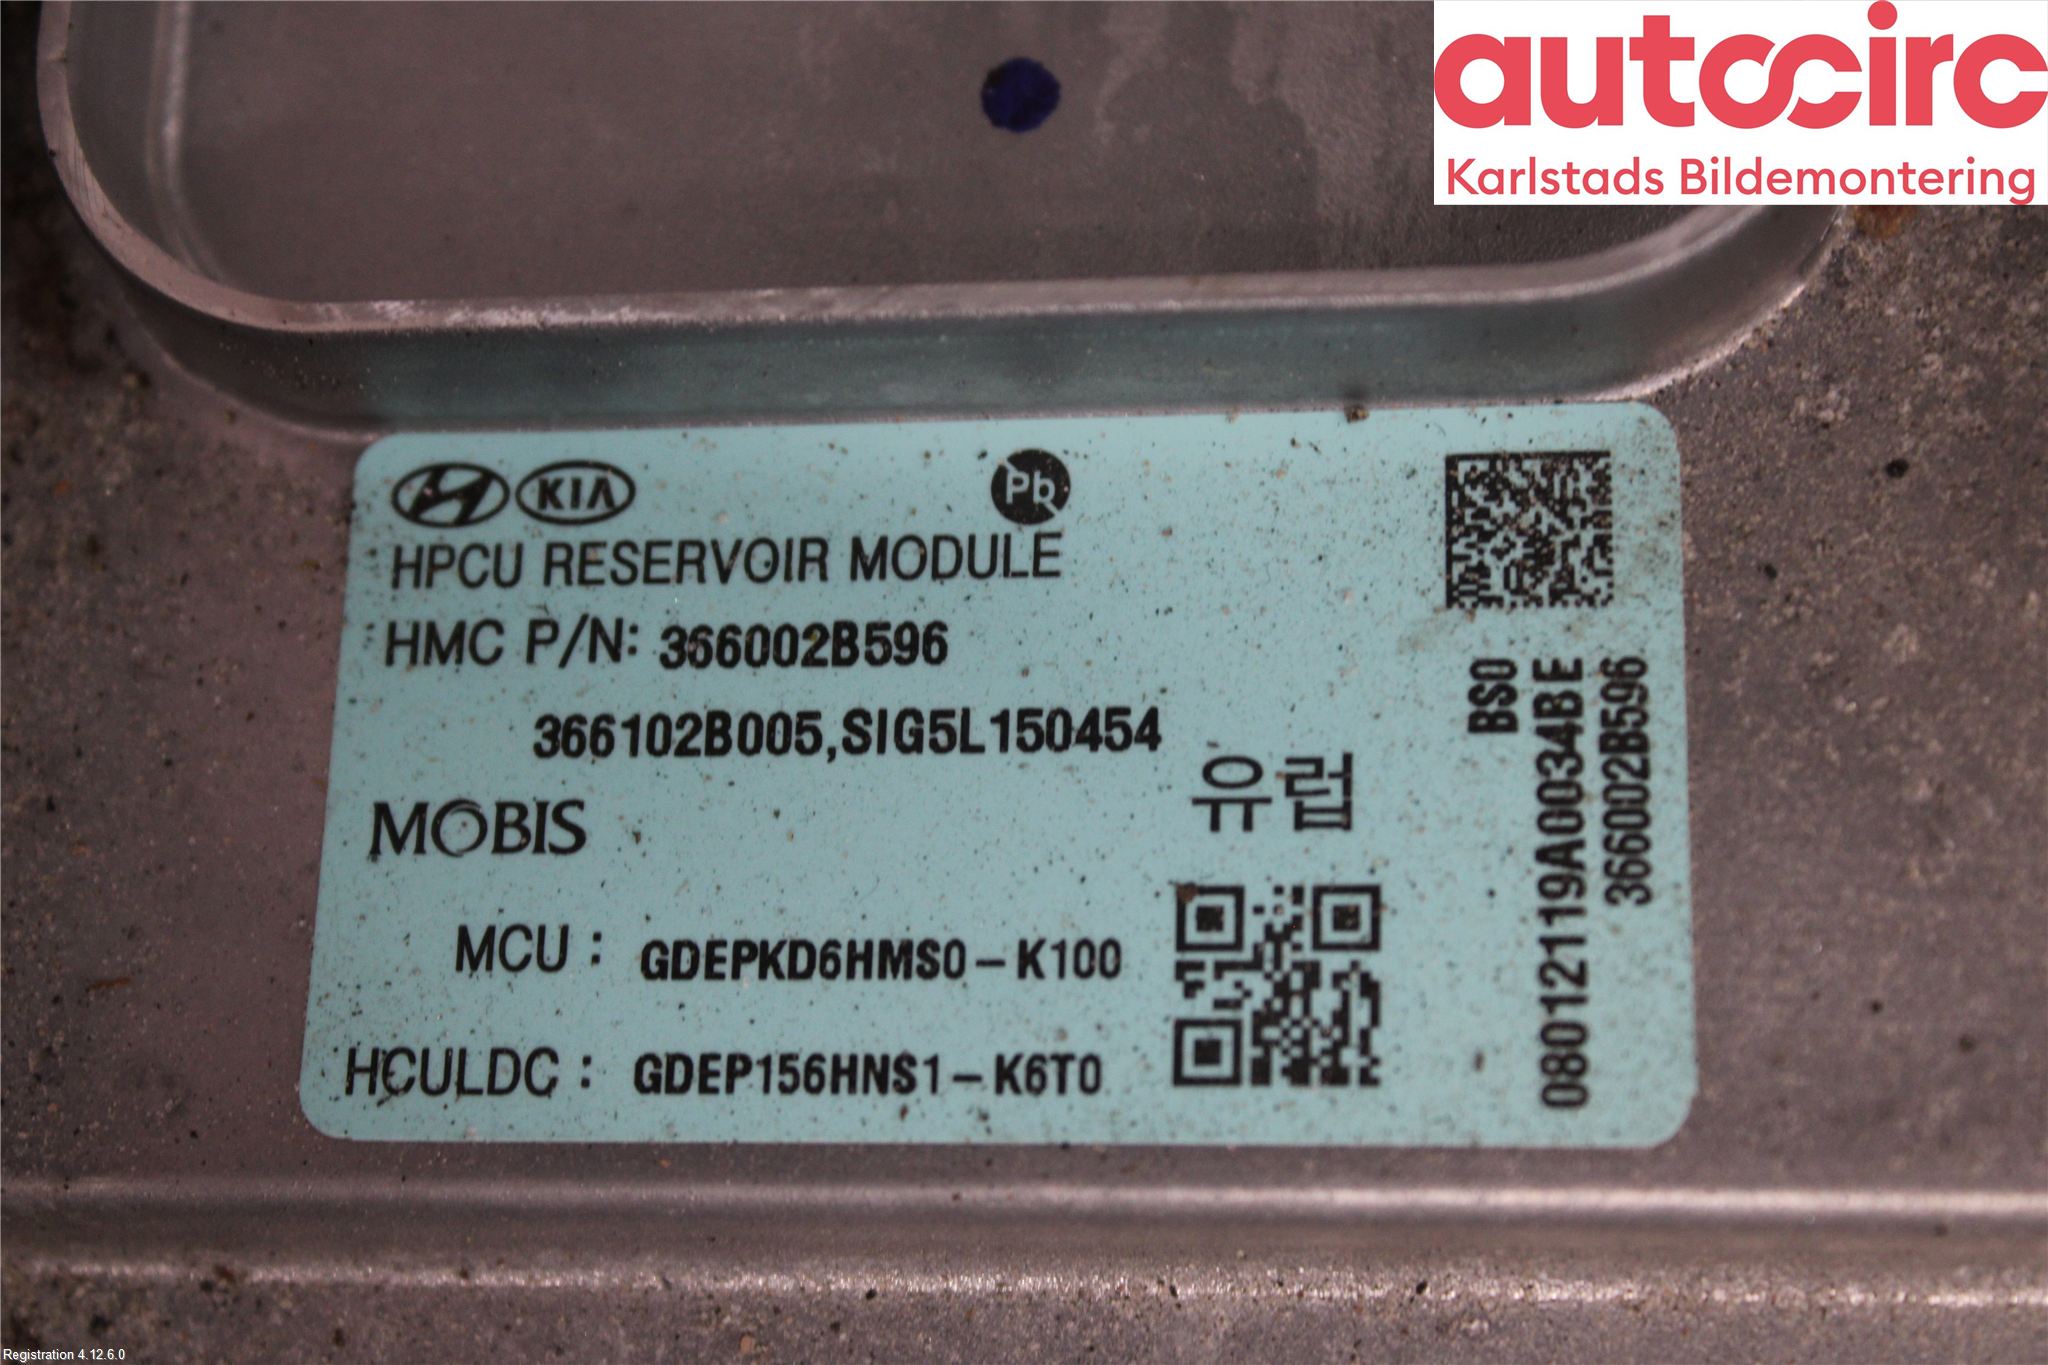 autocirc
Karlstads Bildemontering
KIA
Pb
HPCU RESERVOIR MODULE
HMC P/N: 366002B596
366102B005,SIG5L150454
유럽
MOBIS
MCU : GDEPKD6HMS0-K100
HCULDC : GDEP156HNS1-K6T0
BS0
080121119A00034BE
366002B596
Registration 4.12.6.0